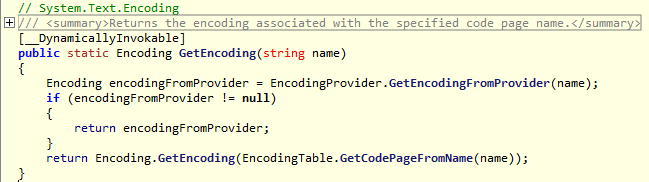 // System.Text.Encoding
/// <summary>Returns the encoding associated with the specified code page name.</summary>
[__DynamicallyInvokable]
public static Encoding GetEncoding(string name)
{
    Encoding encodingFromProvider = EncodingProvider.GetEncodingFromProvider(name);
    if (encodingFromProvider != null)
    {
        return encodingFromProvider;
    }
    return Encoding.GetEncoding(EncodingTable.GetCodePageFromName(name));
}